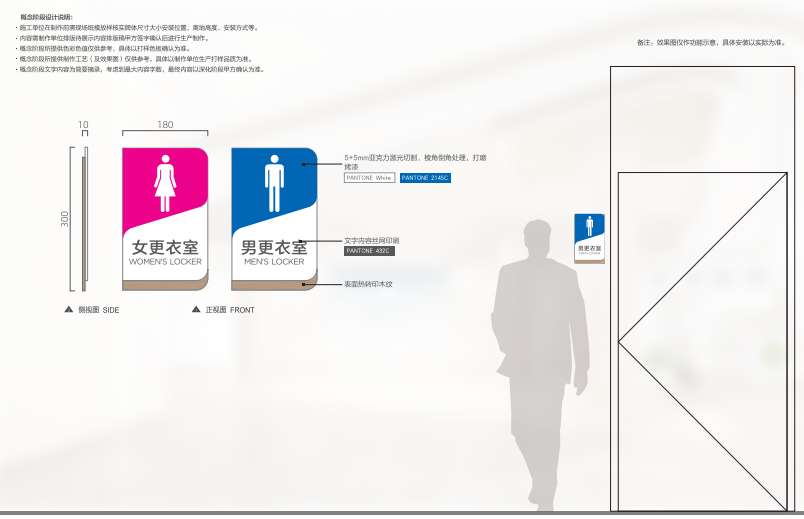 概念阶段设计说明:
· 施工单位在制作前需现场纸模放样核实牌体尺寸大小安装位置、离地高度、安装方式等。
· 内容需制作单位排版待展示内容排版稿甲方签字确认后进行生产制作。
· 概念阶段所提供色彩色值仅供参考，具体以打样色板确认为准。
· 概念阶段所提供制作工艺（及效果图）仅供参考，具体以制作单位生产打样品质为准。
· 概念阶段文字内容为简要摘录，考虑到最大内容字数，最终内容以深化阶段甲方确认为准。
备注：效果图仅作功能示意，具体安装以实际为准。
10
180
300
女更衣室
WOMEN'S LOCKER
男更衣室
MEN'S LOCKER
5+5mm亚克力激光切割，棱角倒角处理，打磨
烤漆
PANTONE White
PANTONE 2145C
文字内容丝网印刷
PANTONE 432C
表面热转印木纹
侧视图 SIDE
正视图 FRONT
男更衣室
MEN'S LOCKER